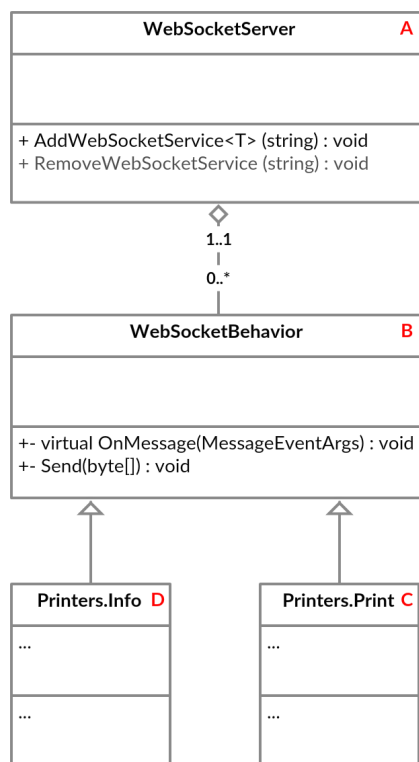 WebSocketServer A
+ AddWebSocketService<T> (string) : void
+ RemoveWebSocketService (string) : void
1..1
0..*
WebSocketBehavior B
+- virtual OnMessage(MessageEventArgs) : void
+- Send(byte[]) : void
Printers.Info D
...
...
Printers.Print C
...
...